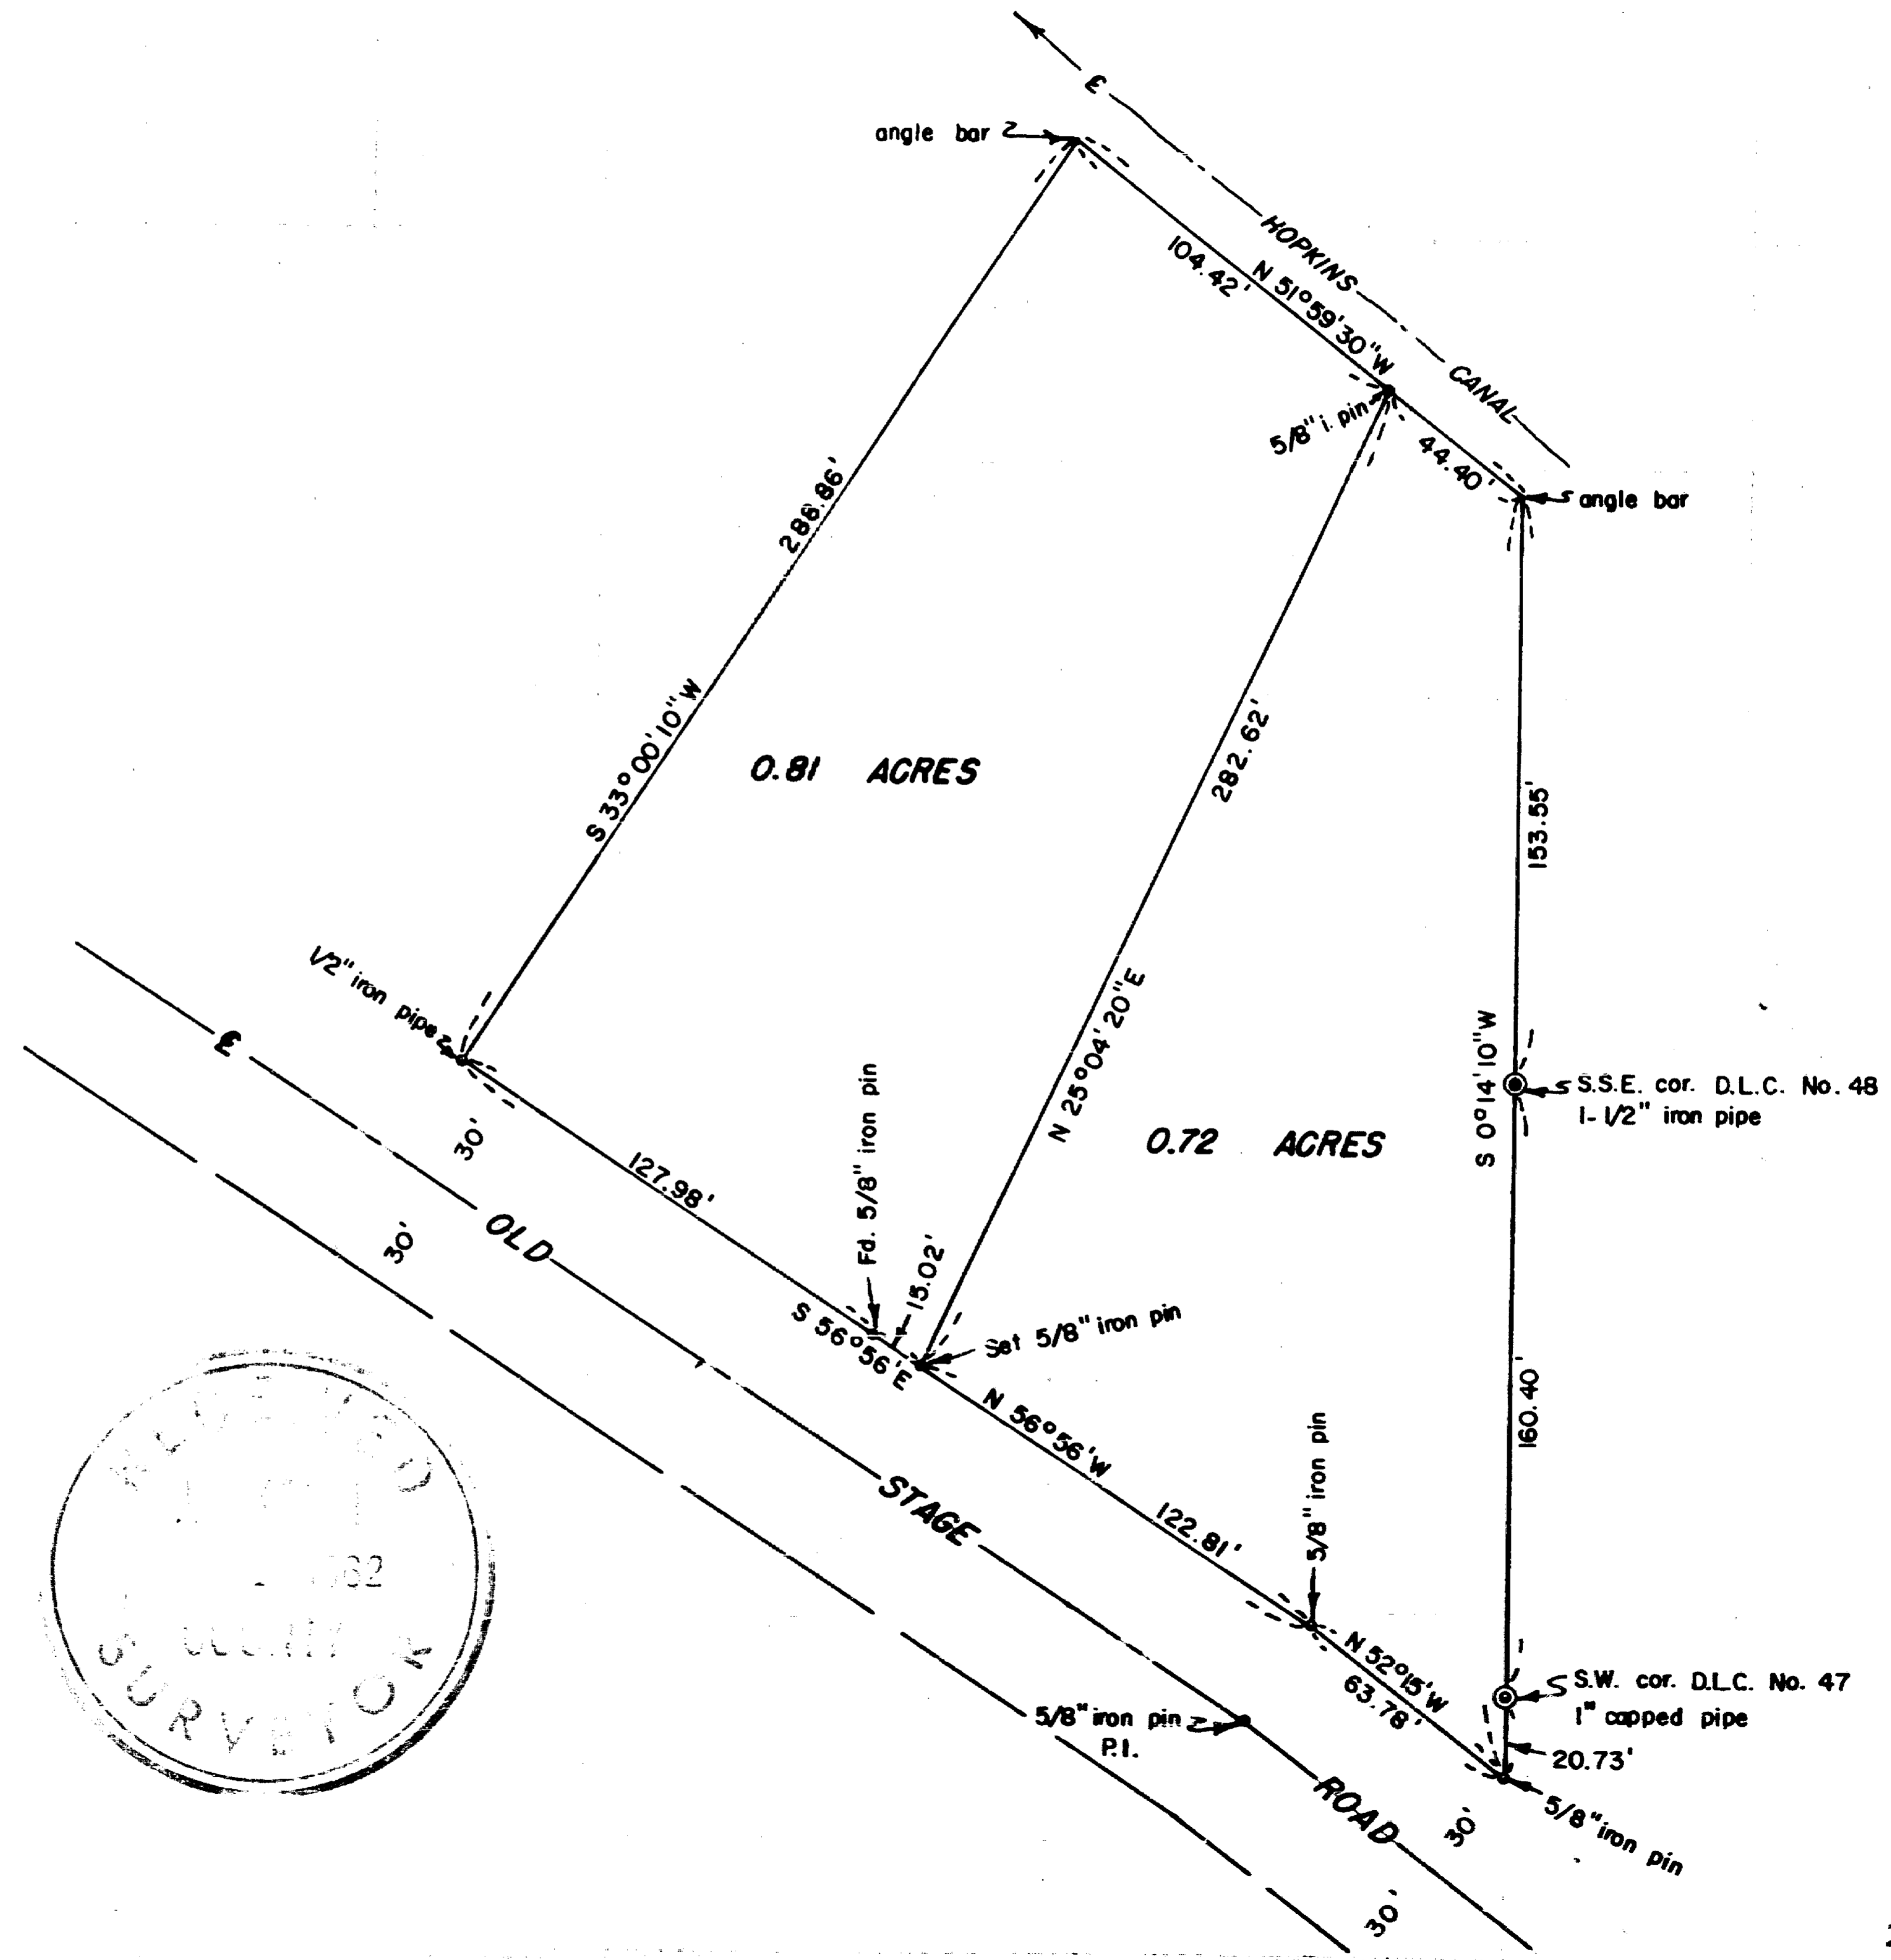 ℄
angle bar
HOPKINS
CANAL
104.42'
N 51°59'30"W
5/8" i. pin
44.40'
angle bar
286.86'
S 33°00'10"W
0.81 ACRES
282.62'
N 25°04'20"E
153.55'
S 0°14'10"W
S.S.E. cor. D.L.C. No. 48
1-1/2" iron pipe
0.72 ACRES
1/2" iron pipe
℄
30'
30'
127.98'
Fd. 5/8" iron pin
15.02'
S 56°56'E
Set 5/8" iron pin
N 56°56'W
122.81'
5/8" iron pin
160.40'
N 52°15'W
63.78'
S.W. cor. D.L.C. No. 47
1" capped pipe
20.73'
5/8" iron pin
OLD
STAGE
ROAD
5/8" iron pin
P.I.
30'
30'
SURVEYOR